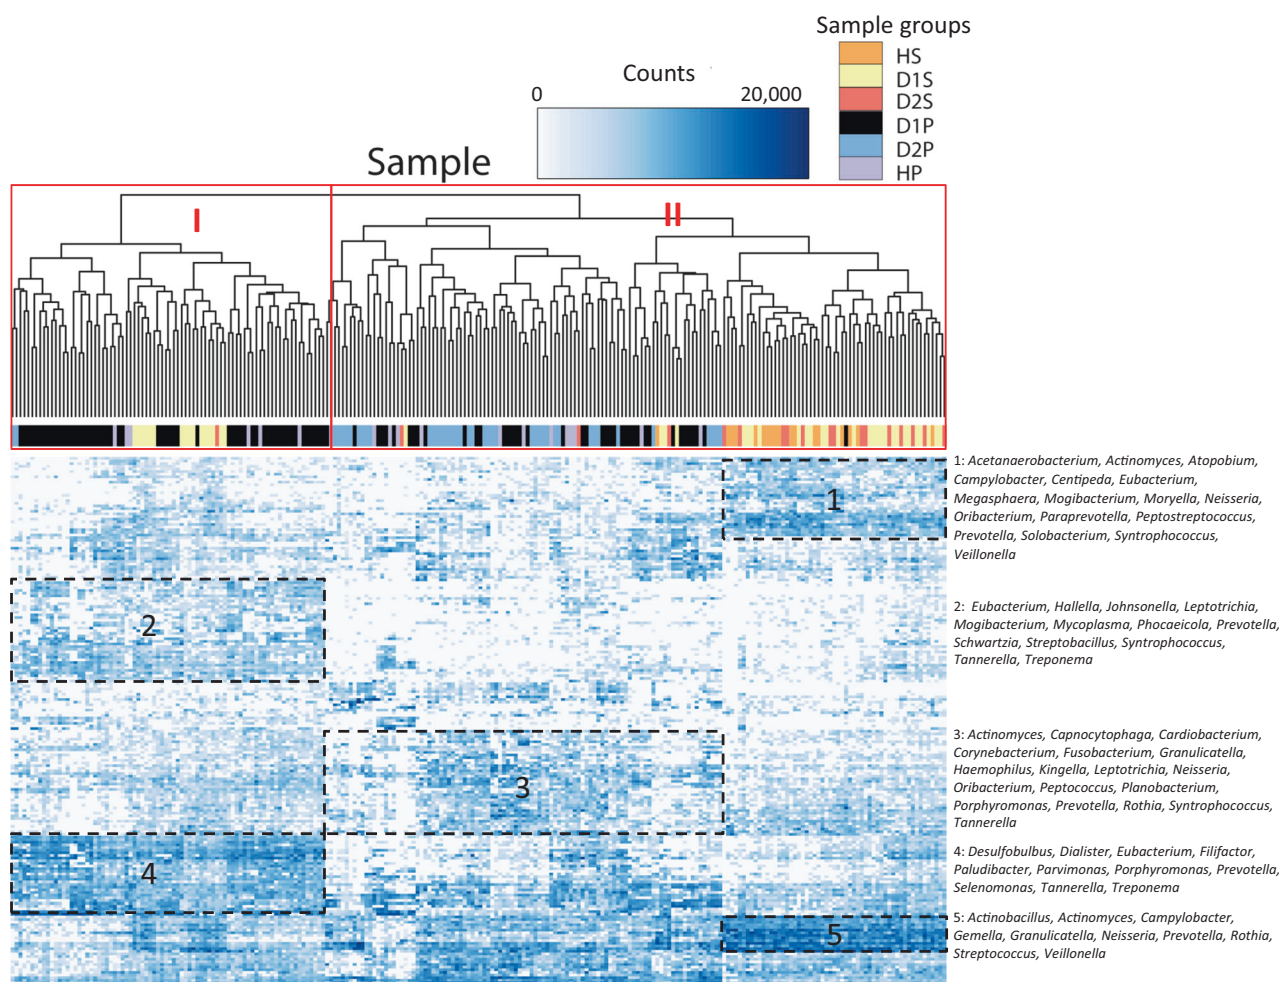 Sample groups
HS
D1S
D2S
D1P
D2P
HP
Counts
0 20,000
Sample
I
II
1
2
3
4
5
1: Acetanaerobacterium, Actinomyces, Atopobium,
Campylobacter, Centipeda, Eubacterium,
Megasphaera, Mogibacterium, Moryella, Neisseria,
Oribacterium, Paraprevotella, Peptostreptococcus,
Prevotella, Solobacterium, Syntrophococcus,
Veillonella
2: Eubacterium, Hallella, Johnsonella, Leptotrichia,
Mogibacterium, Mycoplasma, Phocaeicola, Prevotella,
Schwartzia, Streptobacillus, Syntrophococcus,
Tannerella, Treponema
3: Actinomyces, Capnocytophaga, Cardiobacterium,
Corynebacterium, Fusobacterium, Granulicatella,
Haemophilus, Kingella, Leptotrichia, Neisseria,
Oribacterium, Peptococcus, Planobacterium,
Porphyromonas, Prevotella, Rothia, Syntrophococcus,
Tannerella
4: Desulfobulbus, Dialister, Eubacterium, Filifactor,
Paludibacter, Parvimonas, Porphyromonas, Prevotella,
Selenomonas, Tannerella, Treponema
5: Actinobacillus, Actinomyces, Campylobacter,
Gemella, Granulicatella, Neisseria, Prevotella, Rothia,
Streptococcus, Veillonella